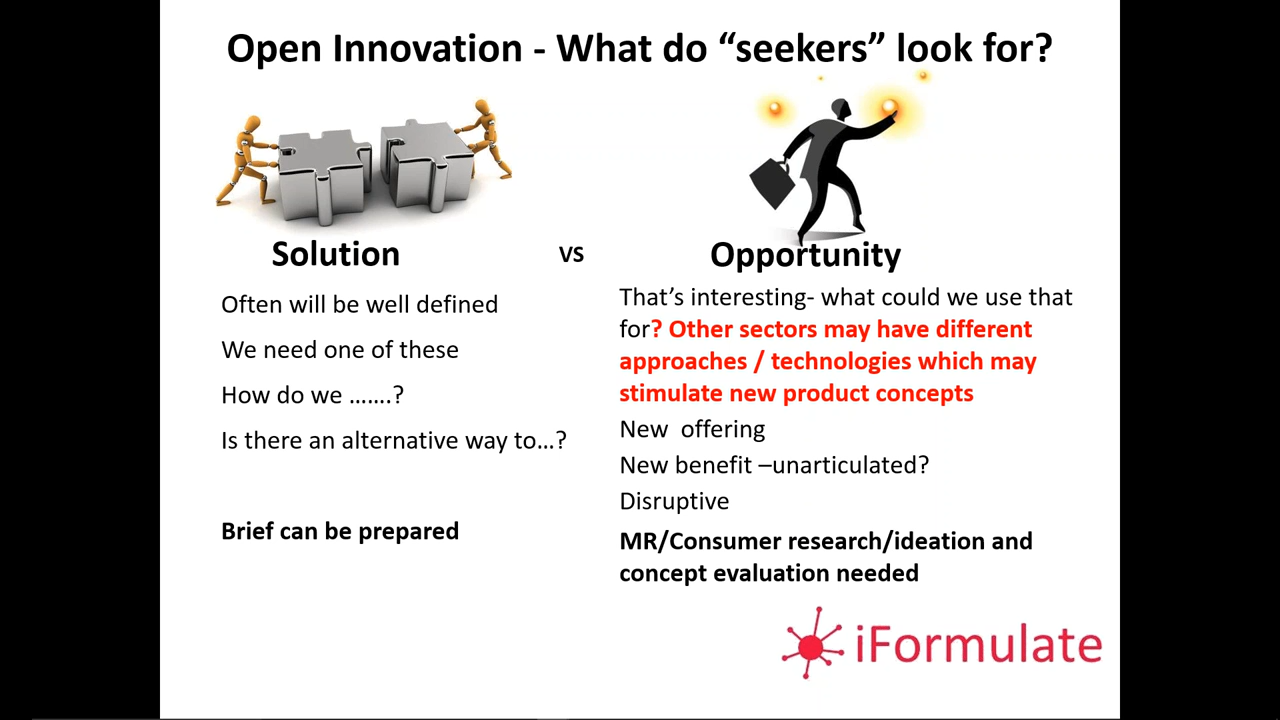 Open Innovation - What do “seekers” look for?
Solution
vs
Opportunity
Often will be well defined
We need one of these
How do we …….?
Is there an alternative way to…?
Brief can be prepared
That’s interesting- what could we use that
for? Other sectors may have different
approaches / technologies which may
stimulate new product concepts
New  offering
New benefit –unarticulated?
Disruptive
MR/Consumer research/ideation and
concept evaluation needed
iFormulate